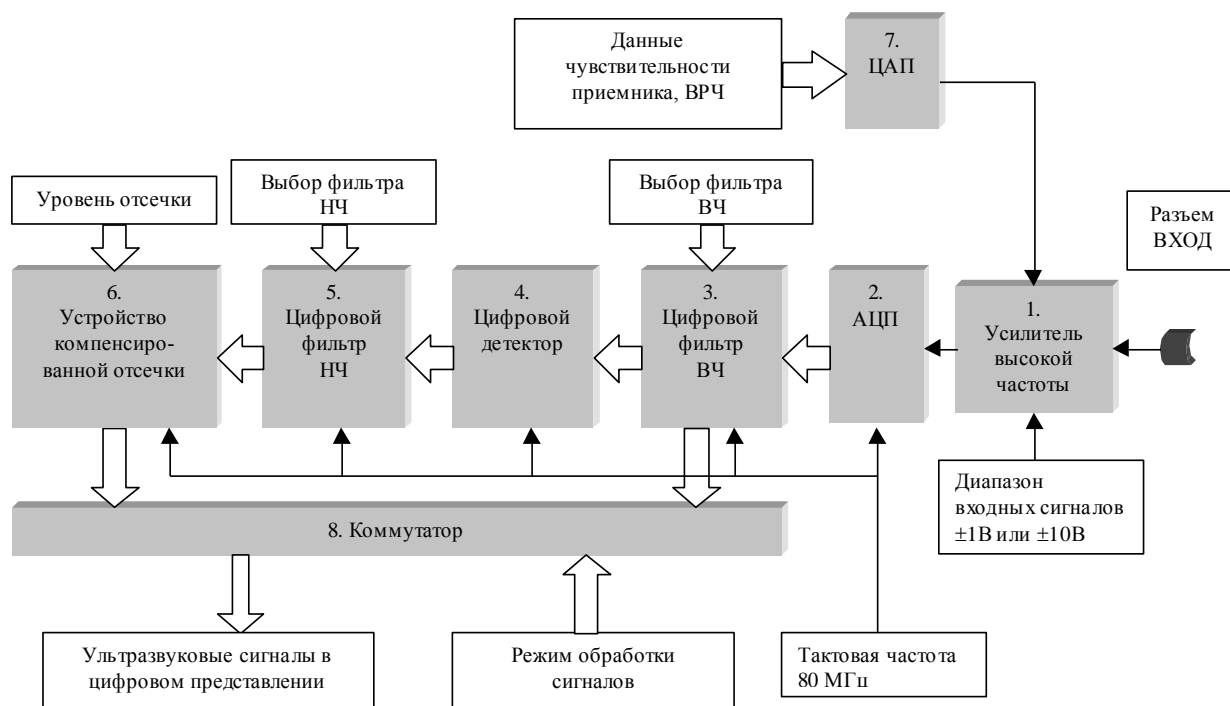 Данные
чувствительности
приемника, ВРЧ
7.
ЦАП
Уровень отсечки
Выбор фильтра
НЧ
Выбор фильтра
ВЧ
Разъем
ВХОД
6.
Устройство
компенсиро-
ванной отсечки
5.
Цифровой
фильтр
НЧ
4.
Цифровой
детектор
3.
Цифровой
фильтр
ВЧ
2.
АЦП
1.
Усилитель
высокой
частоты
8. Коммутатор
Диапазон
входных сигналов
±1В или ±10В
Ультразвуковые сигналы в
цифровом представлении
Режим обработки
сигналов
Тактовая частота
80 МГц